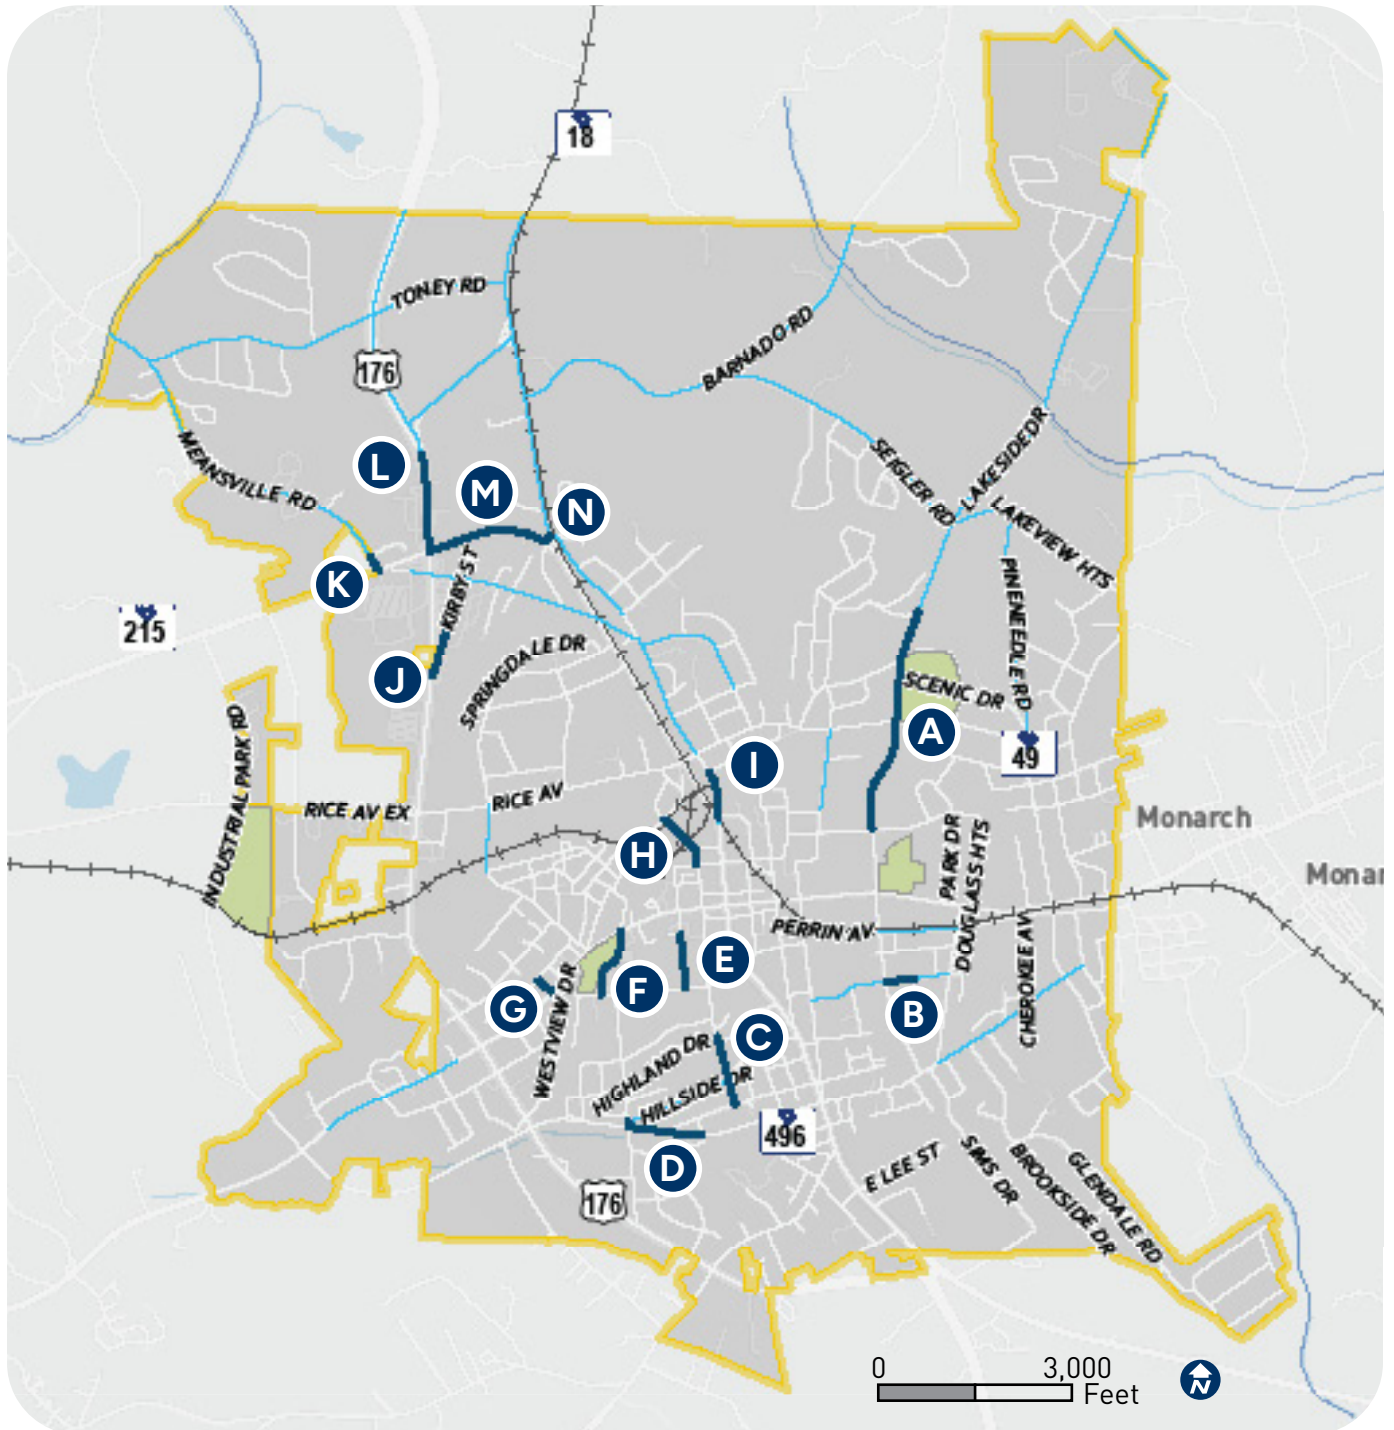 18
TONEY RD
BARNADO RD
176
LAKESIDE DR
MEANSVILLE RD
SEIGLER RD
L
M
N
LAKEVIEW HTS
K
KIRBY ST
PINENEEDLE RD
215
SPRINGDALE DR
J
SCENIC DR
A
INDUSTRIAL PARK RD
49
I
RICE AV EX
RICE AV
Monarch
H
PARK DR
DOUGLASS HTS
Monar
PERRIN AV
CHEROKEE AV
E
F
G
WESTVIEW DR
B
C
HIGHLAND DR
HILLSIDE DR
496
D
E LEE ST
SIMS DR
BROOKSIDE DR
GLENDALE RD
176
0 3,000
Feet
N